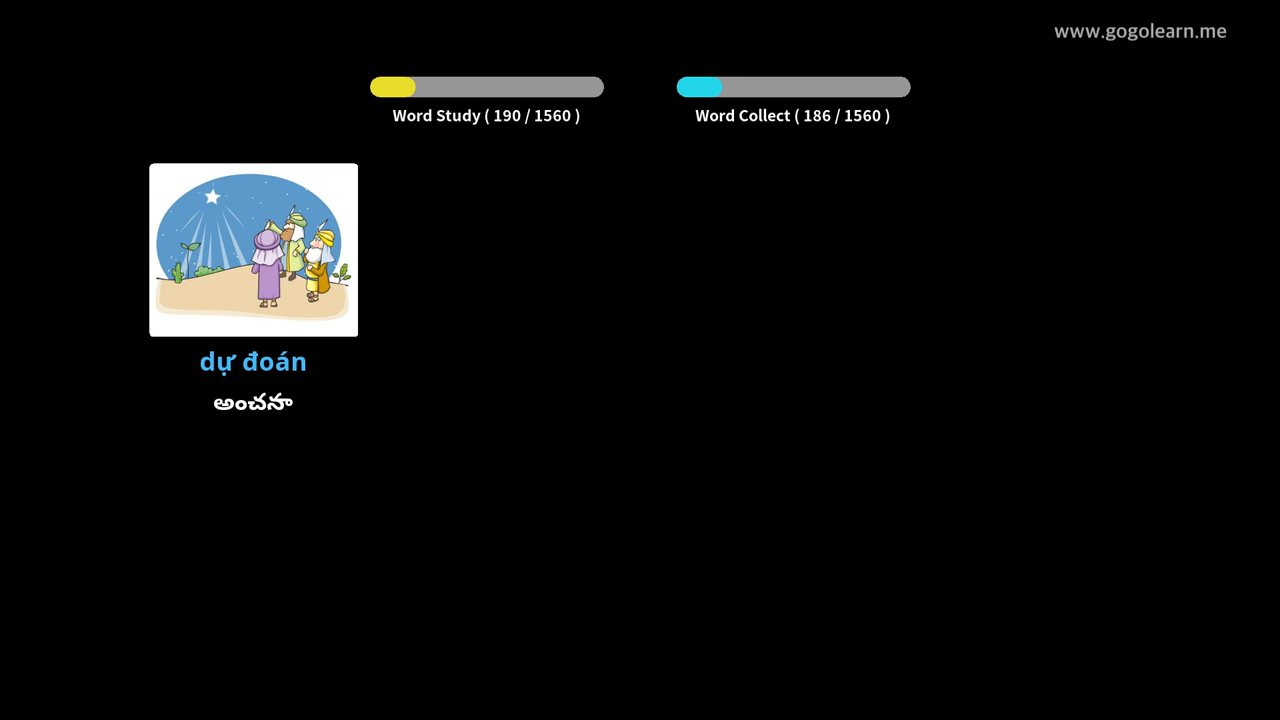 www.gogolearn.me
Word Study ( 190 / 1560 )
Word Collect ( 186 / 1560 )
dự đoán
అంచనా